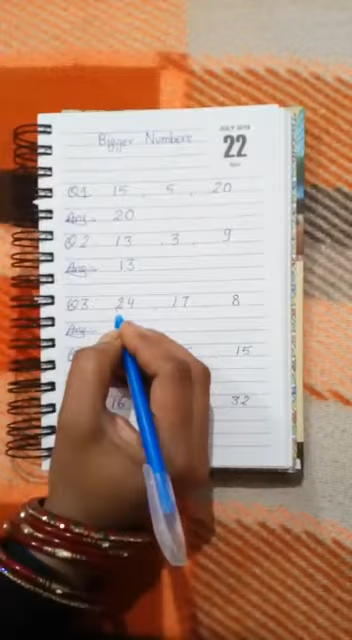 Bigger Numbers
JULY 2019
22
Q1 15 , 5 , 20
Ans- 20
Q2 13 , 3 , 9
Ans- 13
Q3 24 , 17 8
Ans-
15
16 32